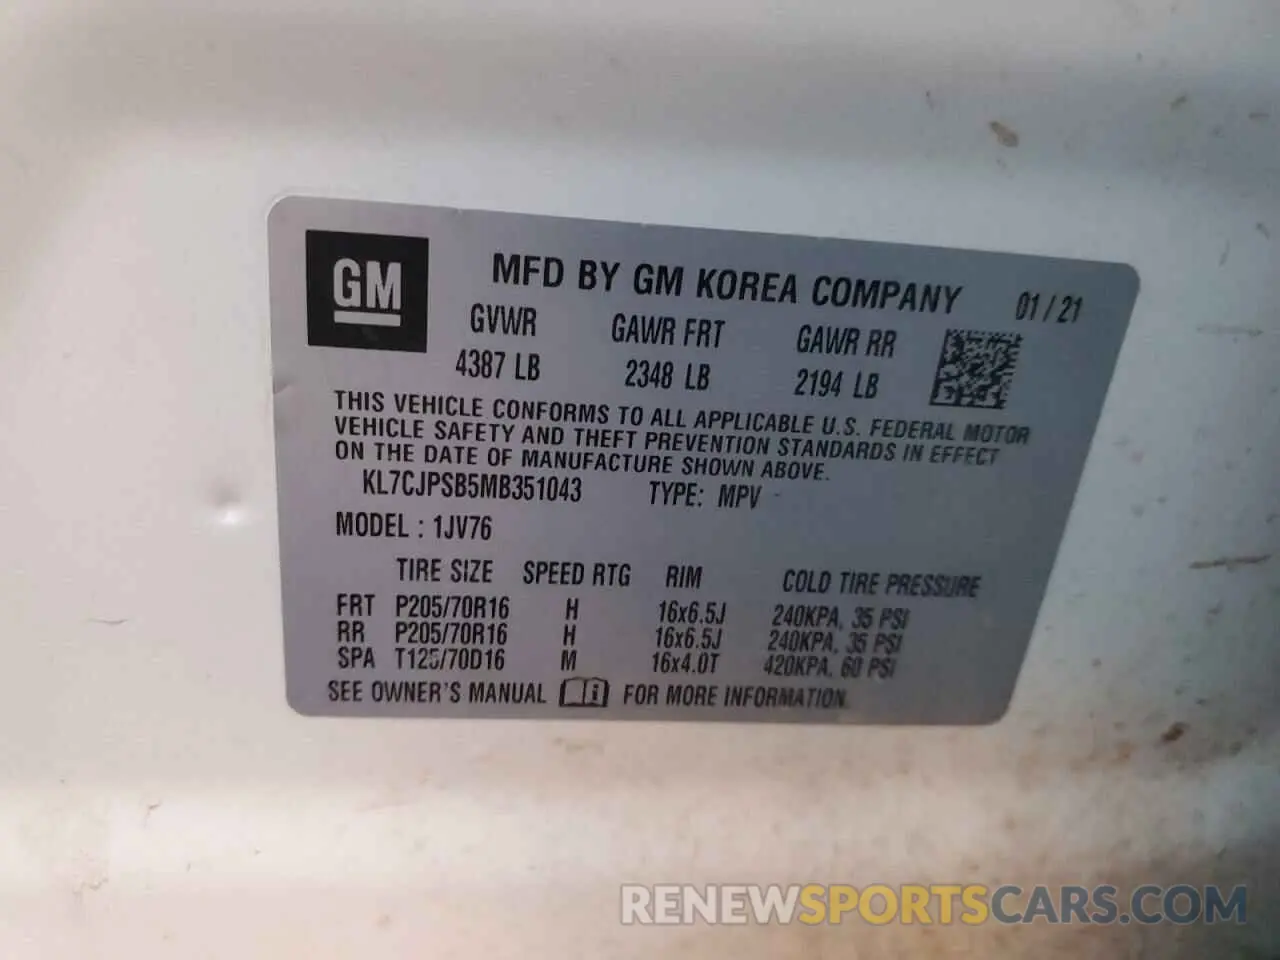 GM
MFD BY GM KOREA COMPANY 01/21
GVWR GAWR FRT GAWR RR
4387 LB 2348 LB 2194 LB
THIS VEHICLE CONFORMS TO ALL APPLICABLE U.S. FEDERAL MOTOR
VEHICLE SAFETY AND THEFT PREVENTION STANDARDS IN EFFECT
ON THE DATE OF MANUFACTURE SHOWN ABOVE.
KL7CJPSB5MB351043 TYPE: MPV
MODEL : 1JV76
TIRE SIZE SPEED RTG RIM COLD TIRE PRESSURE
FRT P205/70R16 H 16x6.5J 240KPA, 35 PSI
RR P205/70R16 H 16x6.5J 240KPA, 35 PSI
SPA T125/70D16 M 16x4.0T 420KPA, 60 PSI
SEE OWNER'S MANUAL i FOR MORE INFORMATION
RENEWSPORTSCARS.COM